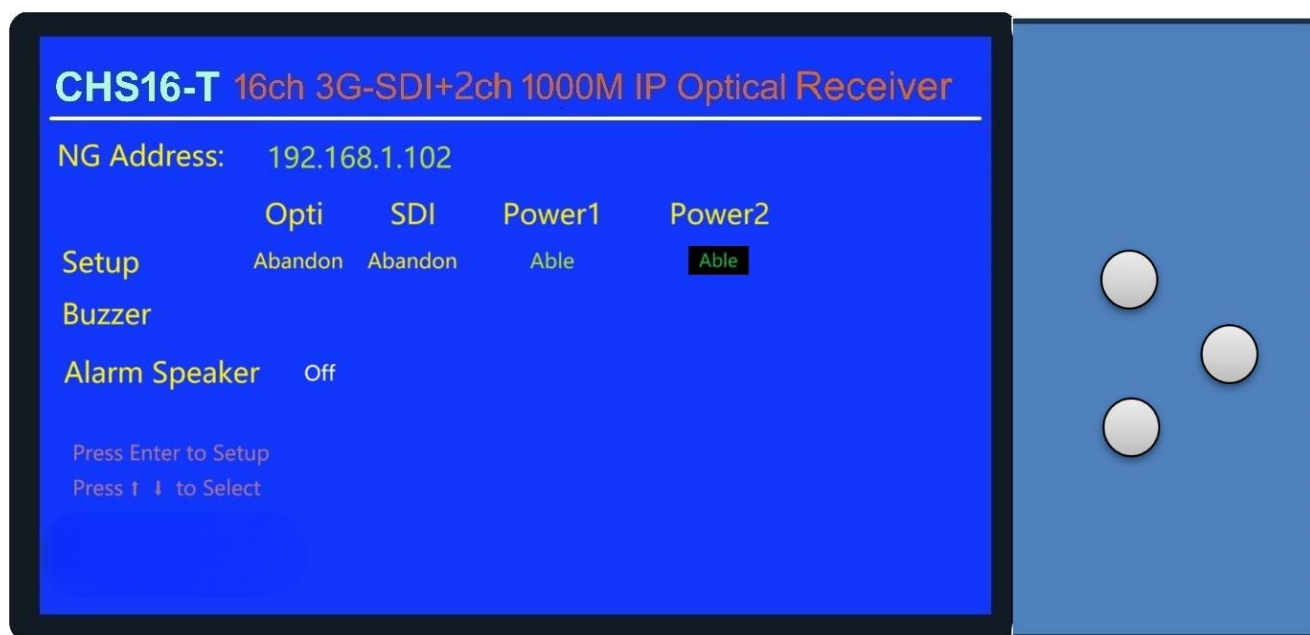 CHS16-T 16ch 3G-SDI+2ch 1000M IP Optical Receiver
NG Address: 192.168.1.102
Opti SDI Power1 Power2
Setup Abandon Abandon Able Able
Buzzer
Alarm Speaker Off
Press Enter to Setup
Press ↑ ↓ to Select